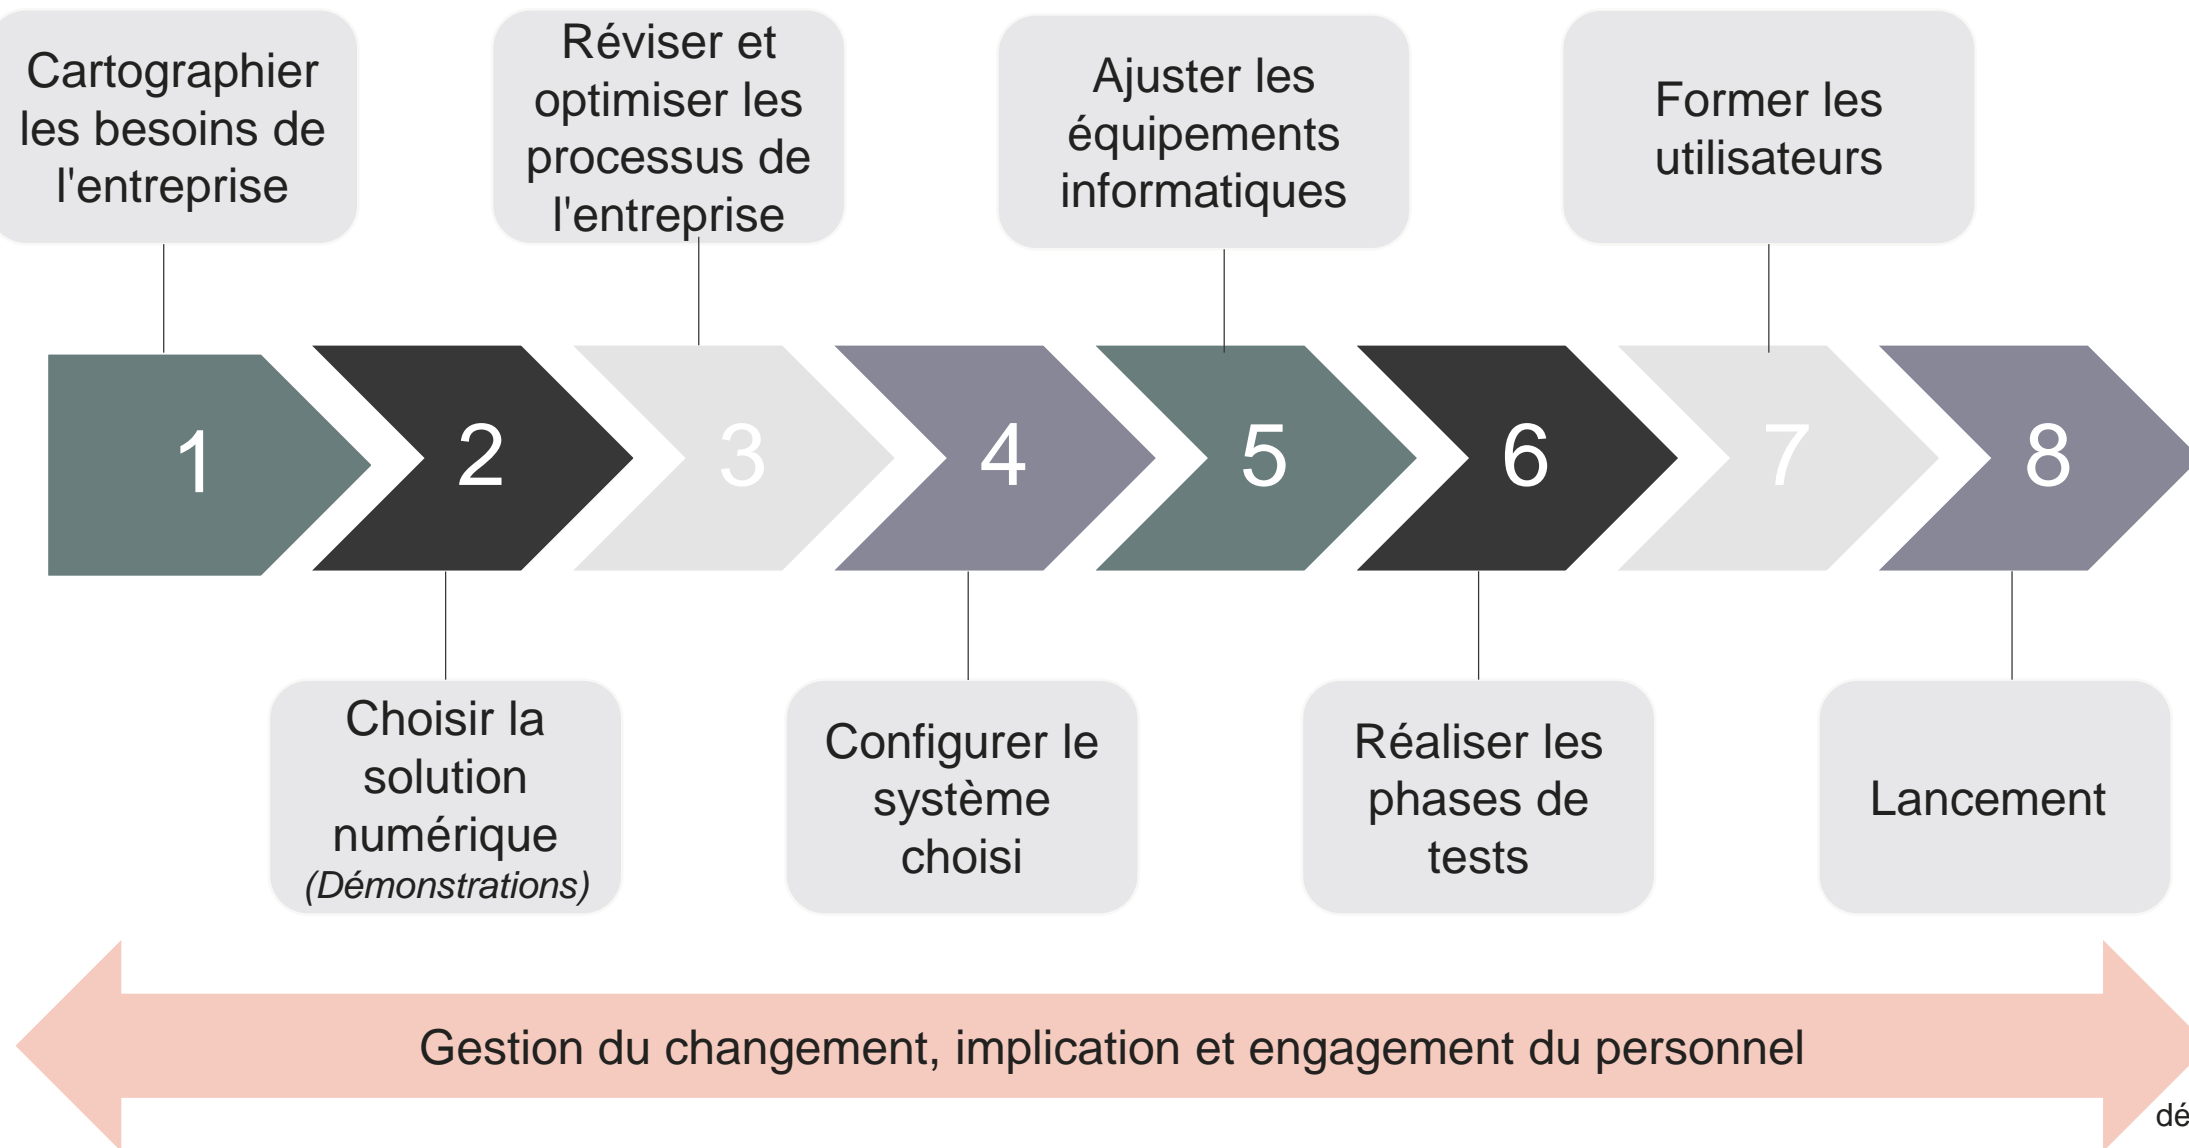 Cartographier
les besoins de
l'entreprise
Réviser et
optimiser les
processus de
l'entreprise
Ajuster les
équipements
informatiques
Former les
utilisateurs
1
2
3
4
5
6
7
8
Choisir la
solution
numérique
(Démonstrations)
Configurer le
système
choisi
Réaliser les
phases de
tests
Lancement
Gestion du changement, implication et engagement du personnel